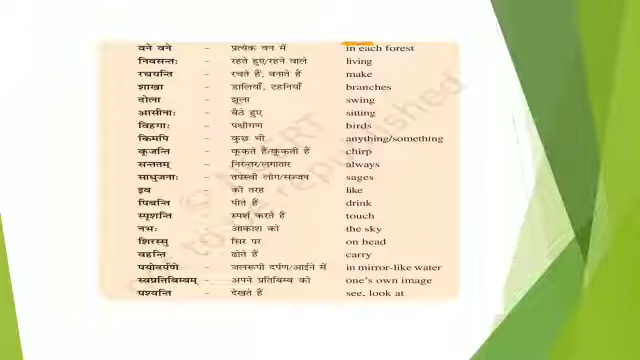 वने वने – प्रत्येक वन में in each forest
निवसन्तः – रहते हुए/रहने वाले living
रचयन्ति – रचते हैं, बनाते हैं make
शाखा – डालियाँ, टहनियाँ branches
दोला – झूला swing
आसीनाः – बैठे हुए sitting
विहगाः – पक्षीगण birds
किमपि – कुछ भी anything/something
कूजन्ति – कूकते हैं/कूकती हैं chirp
सन्ततम् – निरन्तर/लगातार always
साधुजनाः – तपस्वी लोग/सज्जन sages
इव – की तरह like
पिबन्ति – पीते हैं drink
स्पृशन्ति – स्पर्श करते हैं touch
नभः – आकाश को the sky
शिरस्सु – सिर पर on head
वहन्ति – ढोते हैं carry
पयोदर्पणे – जलरूपी दर्पण/आईने में in mirror-like water
स्वप्रतिबिम्बम् – अपने प्रतिबिम्ब को one's own image
पश्यन्ति – देखते हैं see, look at